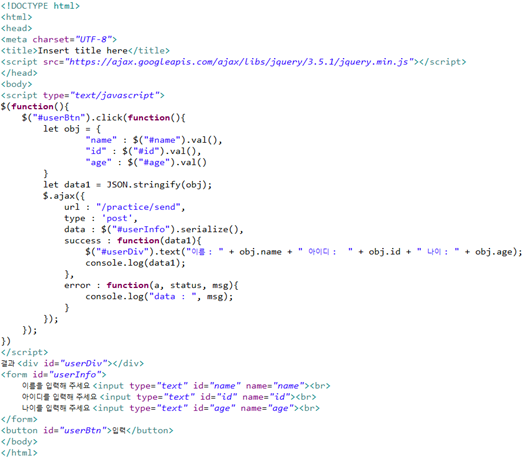 <!DOCTYPE html>
<html>
<head>
<meta charset="UTF-8">
<title>Insert title here</title>
<script src="https://ajax.googleapis.com/ajax/libs/jquery/3.5.1/jquery.min.js"></script>
</head>
<body>
<script type="text/javascript">
$(function(){
    $("#userBtn").click(function(){
        let obj = {
                "name" : $("#name").val(),
                "id" : $("#id").val(),
                "age" : $("#age").val()
        }
        let data1 = JSON.stringify(obj);
        $.ajax({
            url : "/practice/send",
            type : 'post',
            data : $("#userInfo").serialize(),
            success : function(data1){
                $("#userDiv").text("이름 : " + obj.name + " 아이디 :  " + obj.id + " 나이 : " + obj.age);
                console.log(data1);
            },
            error : function(a, status, msg){
                console.log("data : ", msg);
            }
        });
    });
})
</script>
결과 <div id="userDiv"></div>
<form id="userInfo">
    이름을 입력해 주세요 <input type="text" id="name" name="name"><br>
    아이디를 입력해 주세요 <input type="text" id="id" name="id"><br>
    나이를 입력해 주세요 <input type="text" id="age" name="age"><br>
</form>
<button id="userBtn">입력</button>
</body>
</html>